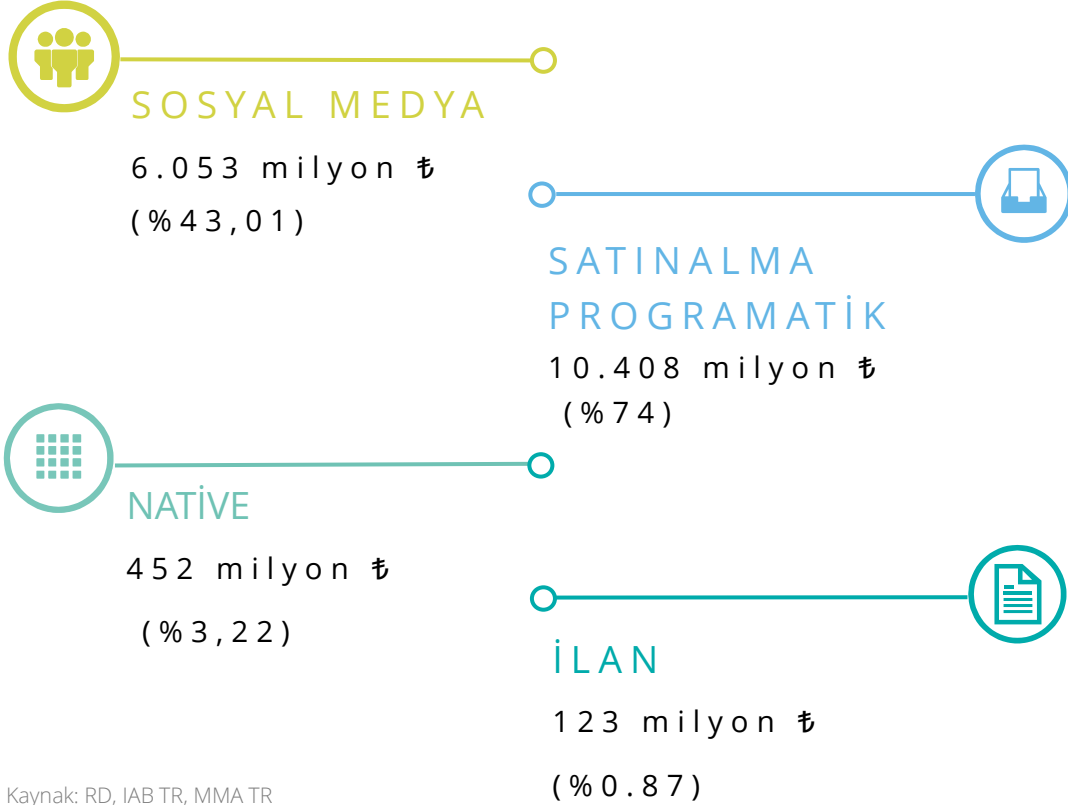 SOSYAL MEDYA
6.053 milyon ₺
(%43,01)
SATINALMA
PROGRAMATİK
10.408 milyon ₺
(%74)
NATİVE
452 milyon ₺
(%3,22)
İLAN
123 milyon ₺
(%0.87)
Kaynak: RD, IAB TR, MMA TR